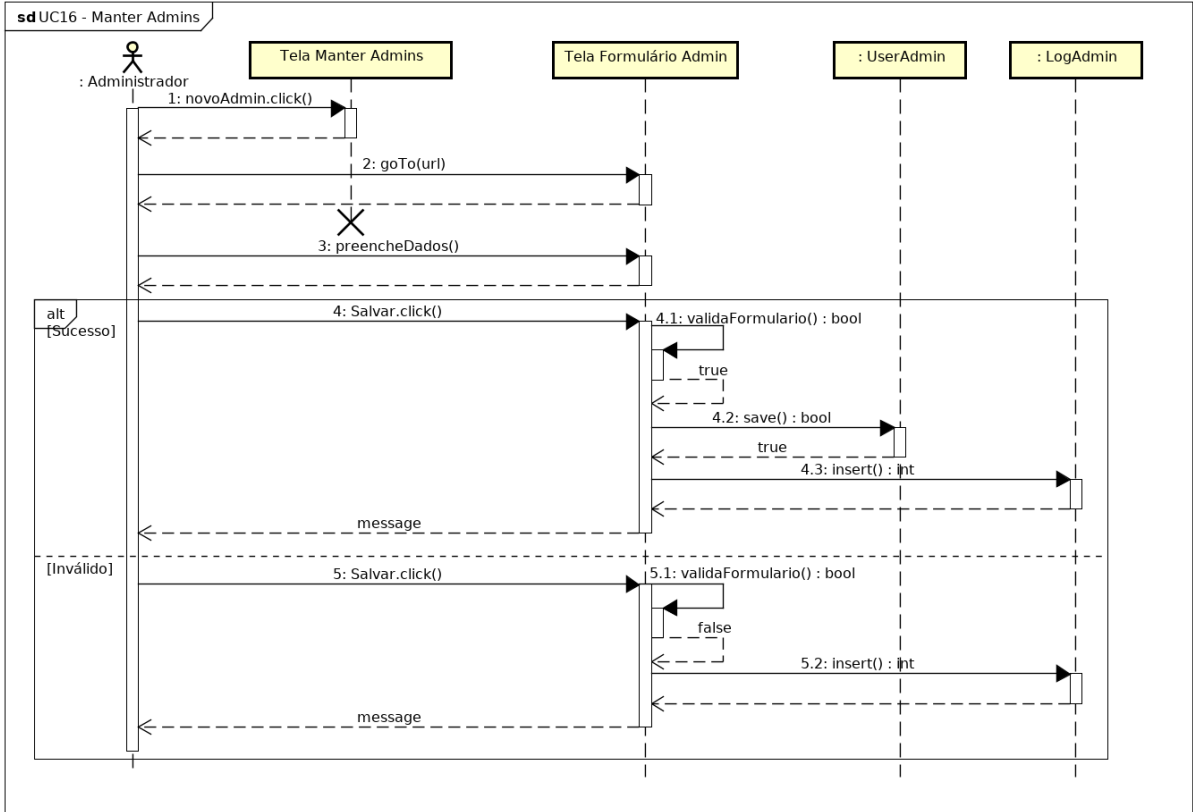 sd UC16 - Manter Admins
Tela Manter Admins
Tela Formulário Admin
: UserAdmin
: LogAdmin
: Administrador
1: novoAdmin.click()
2: goTo(url)
3: preencheDados()
alt
[Sucesso]
4: Salvar.click()
4.1: validaFormulario() : bool
true
4.2: save() : bool
true
4.3: insert() : int
message
[Inválido]
5: Salvar.click()
5.1: validaFormulario() : bool
false
5.2: insert() : int
message